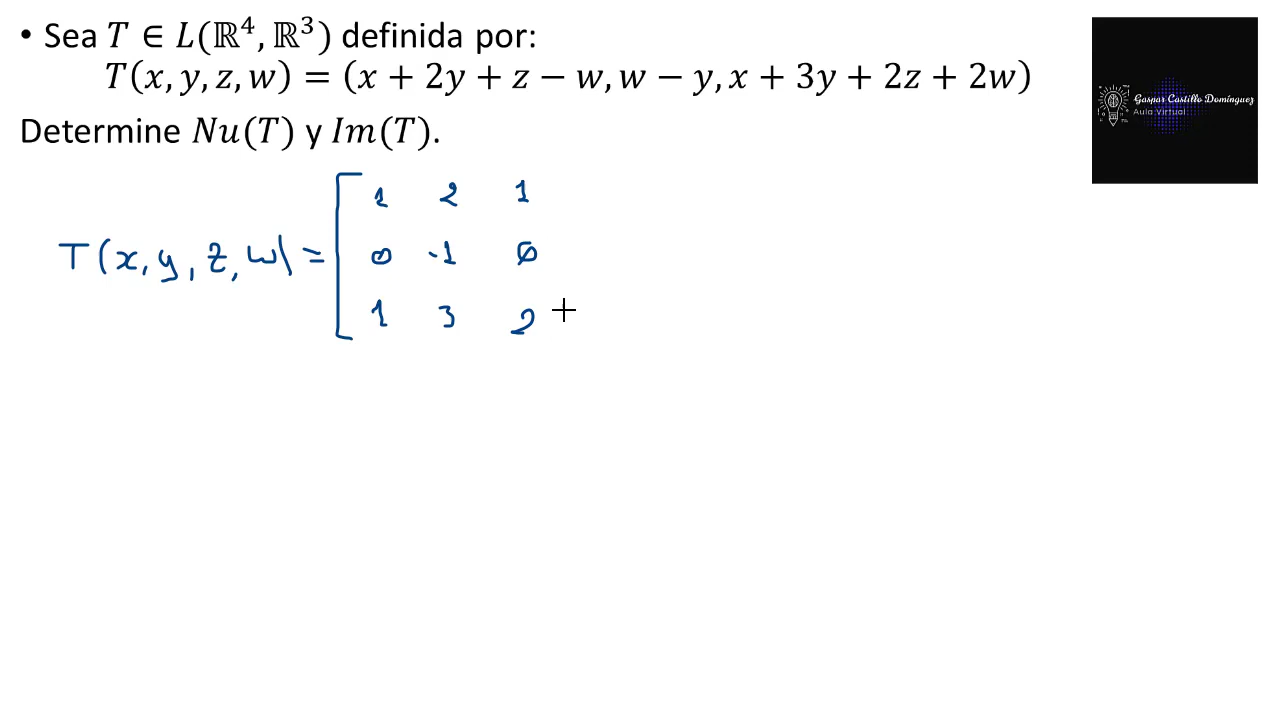 • Sea 𝑇 ∈ 𝐿(ℝ⁴, ℝ³) definida por:
𝑇(𝑥, 𝑦, 𝑧, 𝑤) = (𝑥 + 2𝑦 + 𝑧 − 𝑤, 𝑤 − 𝑦, 𝑥 + 3𝑦 + 2𝑧 + 2𝑤)
Determine 𝑁𝑢(𝑇) y 𝐼𝑚(𝑇).
Gaspar Castillo Domínguez
Aula Virtual
1 2 1
T(x, y, z, w) = [ 0 -1 0
1 3 2